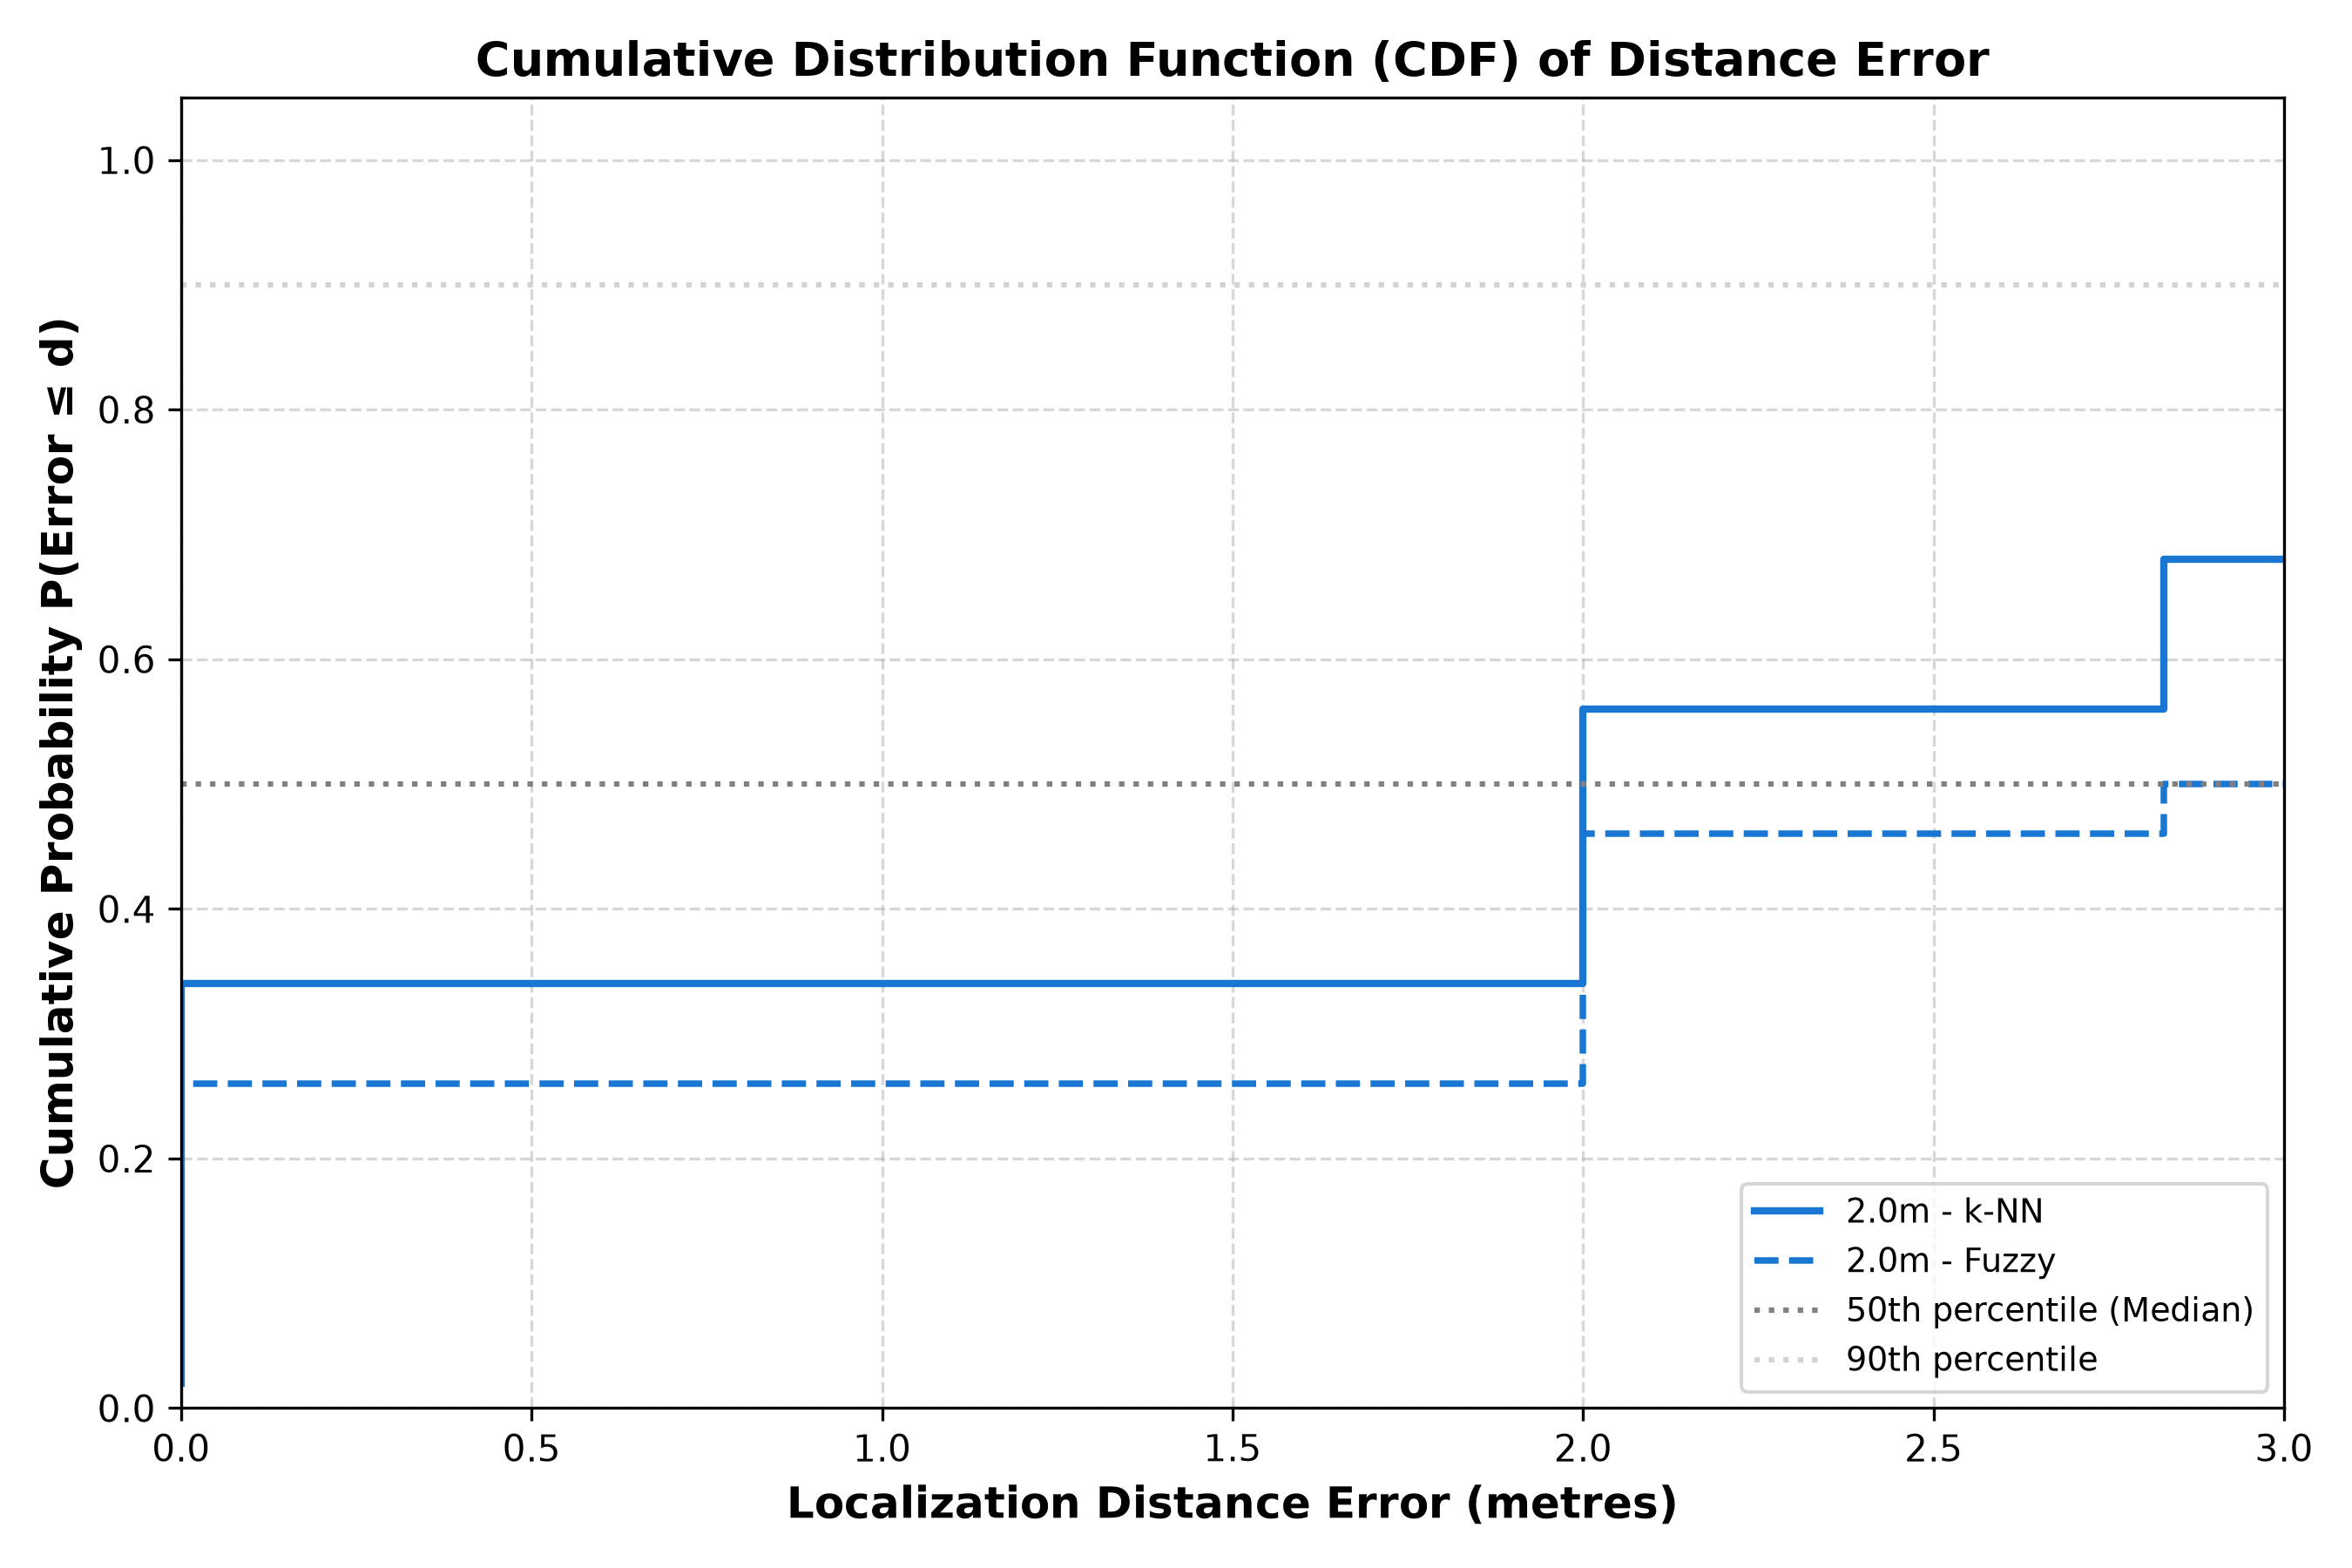 Cumulative Distribution Function (CDF) of Distance Error
Cumulative Probability P(Error ≤ d)
1.0
0.8
0.6
0.4
0.2
0.0
0.0 0.5 1.0 1.5 2.0 2.5 3.0
Localization Distance Error (metres)
2.0m - k-NN
2.0m - Fuzzy
50th percentile (Median)
90th percentile